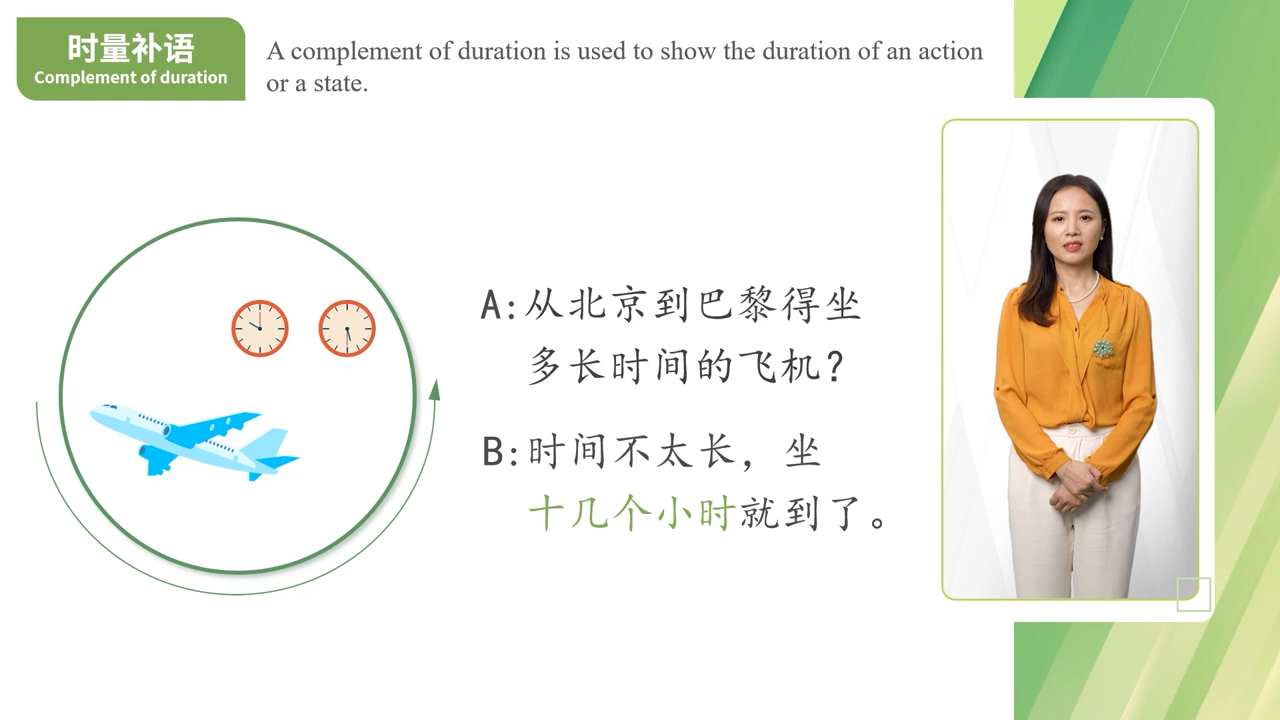 时量补语
Complement of duration
A complement of duration is used to show the duration of an action
or a state.
A:从北京到巴黎得坐
多长时间的飞机？
B:时间不太长，坐
十几个小时就到了。